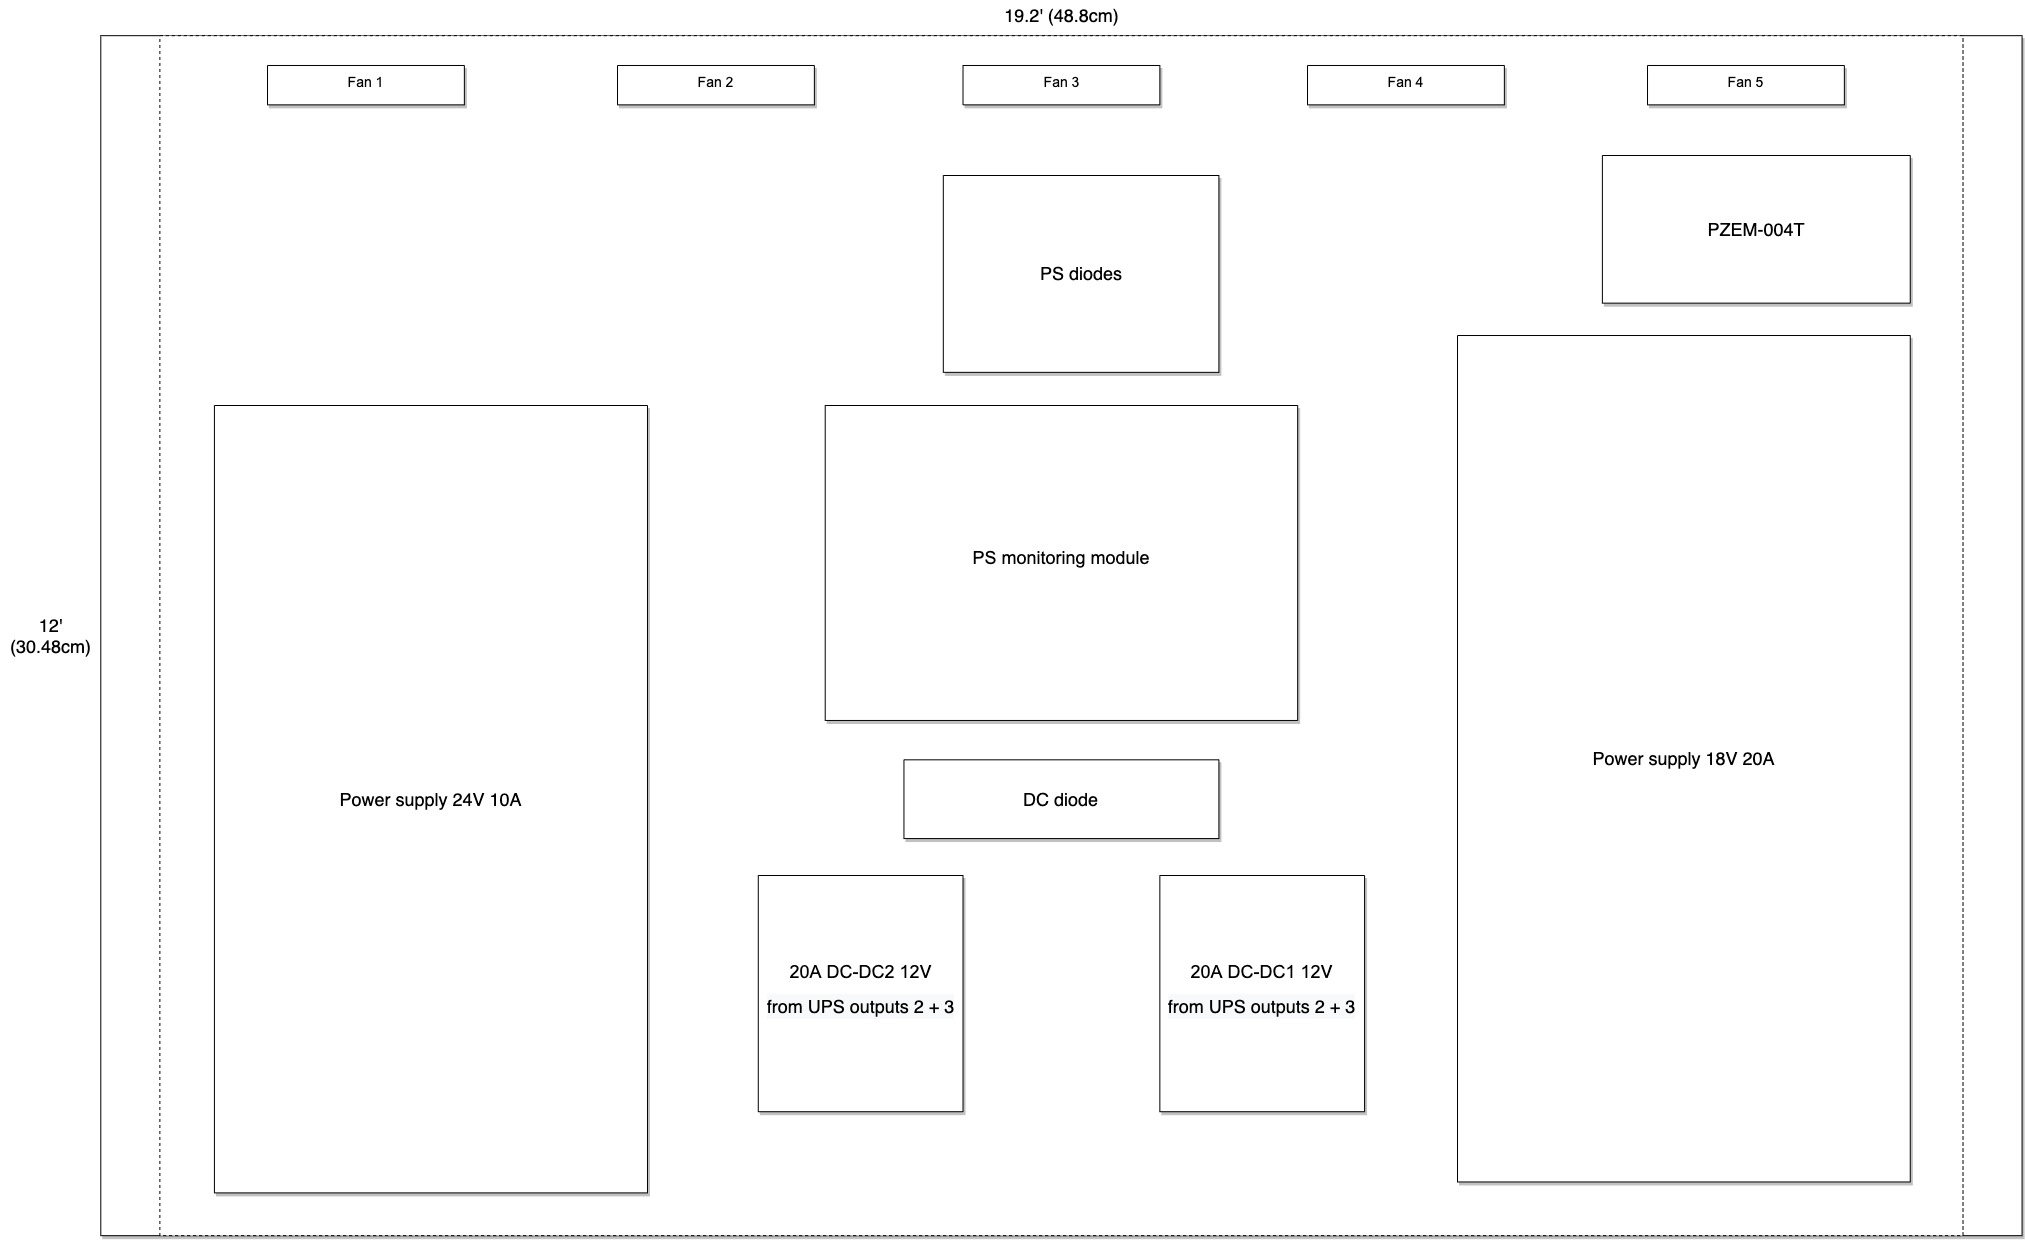 19.2' (48.8cm)
Fan 1
Fan 2
Fan 3
Fan 4
Fan 5
PS diodes
PZEM-004T
PS monitoring module
12'
(30.48cm)
Power supply 24V 10A
DC diode
Power supply 18V 20A
20A DC-DC2 12V
from UPS outputs 2 + 3
20A DC-DC1 12V
from UPS outputs 2 + 3